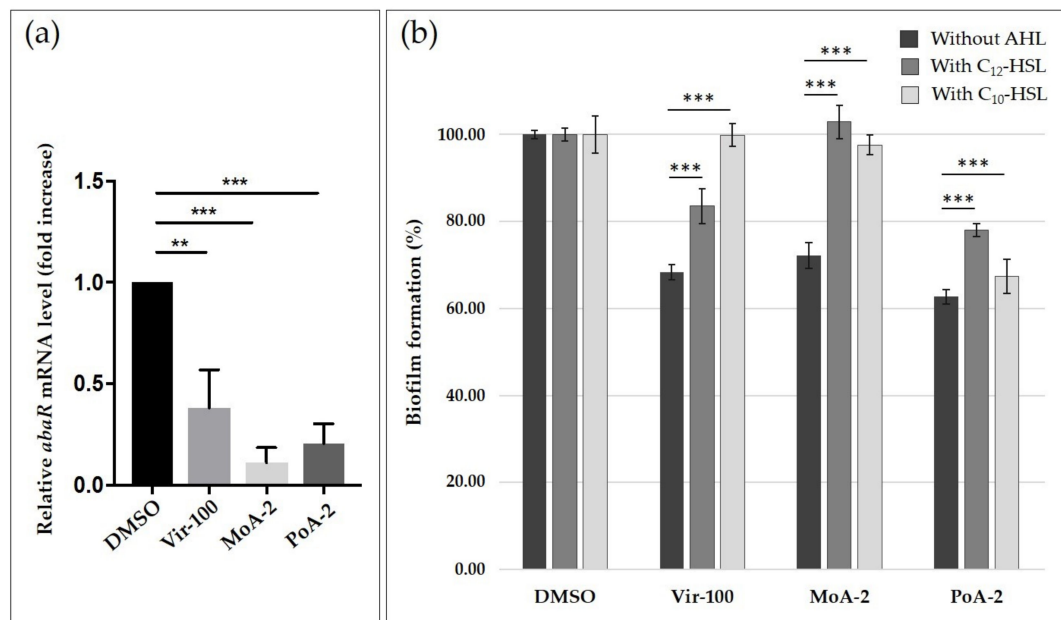 (a)
Relative abaR mRNA level (fold increase)
1.5
1.0
0.5
0.0
***
***
**
DMSO
Vir-100
MoA-2
PoA-2
(b)
Without AHL
With C₁₂-HSL
With C₁₀-HSL
Biofilm formation (%)
100.00
80.00
60.00
40.00
20.00
0.00
***
***
***
***
***
***
DMSO
Vir-100
MoA-2
PoA-2